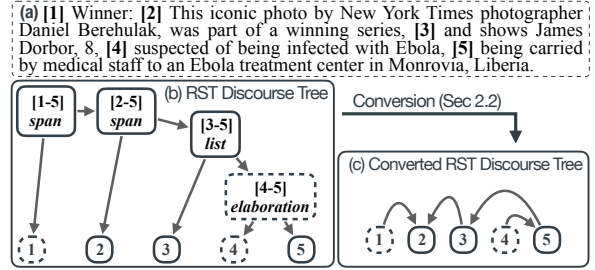 (a) [1] Winner: [2] This iconic photo by New York Times photographer
Daniel Berehulak, was part of a winning series, [3] and shows James
Dorbor, 8, [4] suspected of being infected with Ebola, [5] being carried
by medical staff to an Ebola treatment center in Monrovia, Liberia.
(b) RST Discourse Tree
[1-5]
span
[2-5]
span
[3-5]
list
[4-5]
elaboration
1 2 3 4 5
Conversion (Sec 2.2)
(c) Converted RST Discourse Tree
1 2 3 4 5